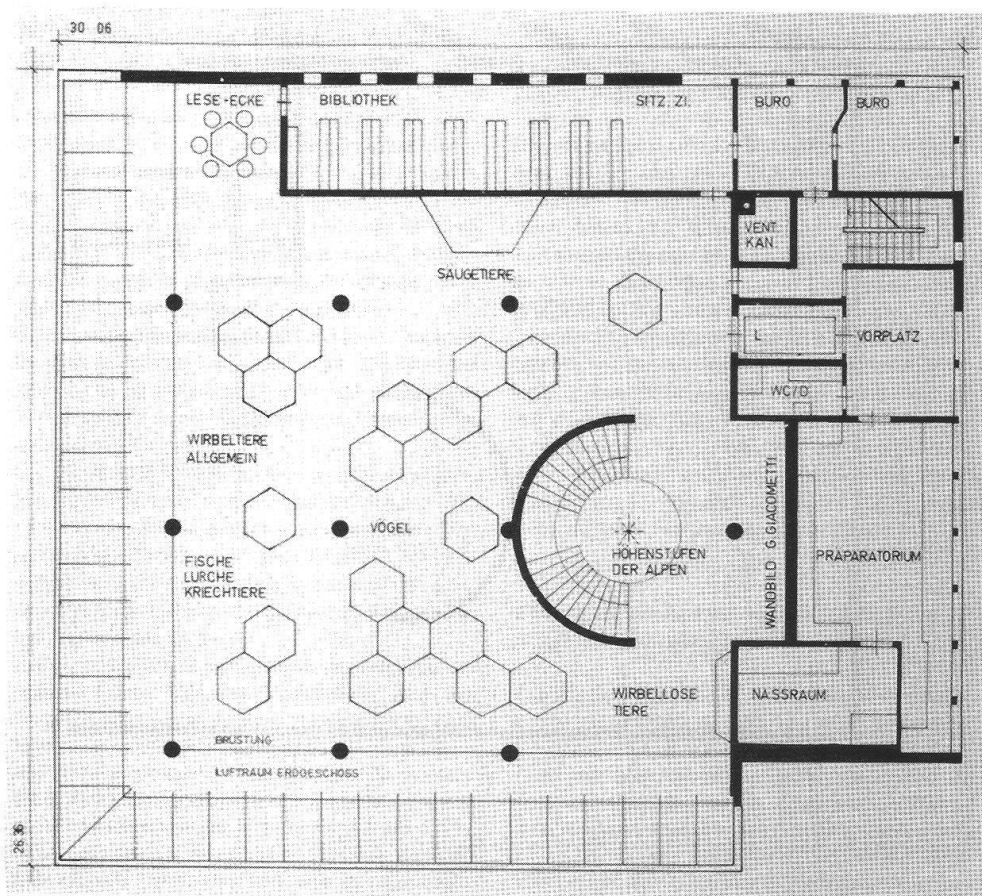 30 06
LESE-ECKE
BIBLIOTHEK
SITZ ZI.
BÜRO
BÜRO
VENT
KAN
SÄUGETIERE
L
VORPLATZ
WC/D
WIRBELTIERE
ALLGEMEIN
VÖGEL
FISCHE
LURCHE
KRIECHTIERE
HÖHENSTUFEN
DER ALPEN
WANDBILD G. GIACOMETTI
PRÄPARATORIUM
WIRBELLOSE
TIERE
NASSRAUM
BRÜSTUNG
LUFTRAUM ERDGESCHOSS
26.36